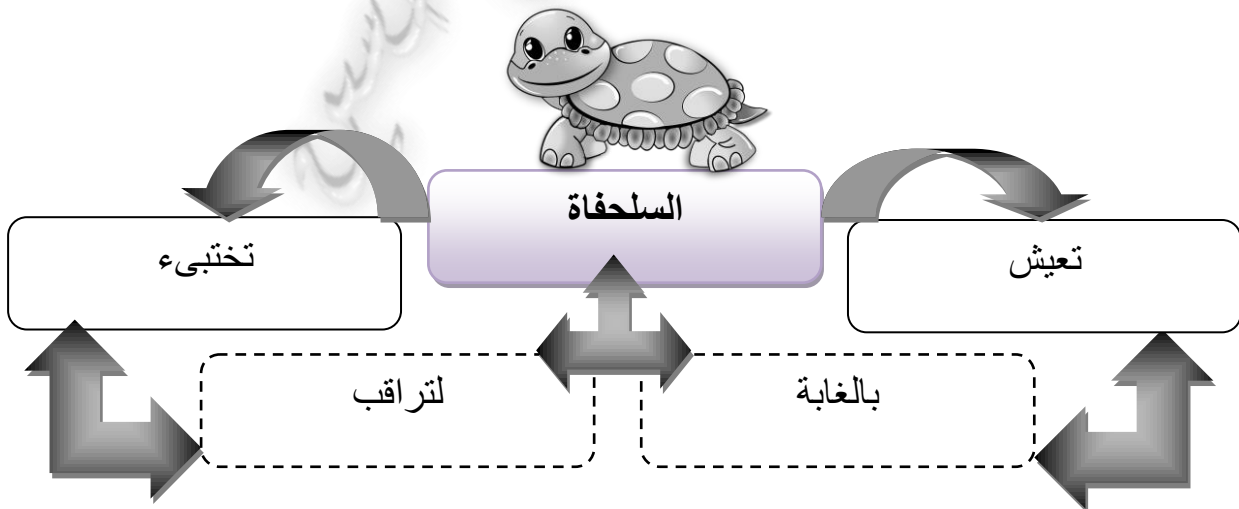 السلحفاة
تعيش
تختبىء
بالغابة
لتراقب